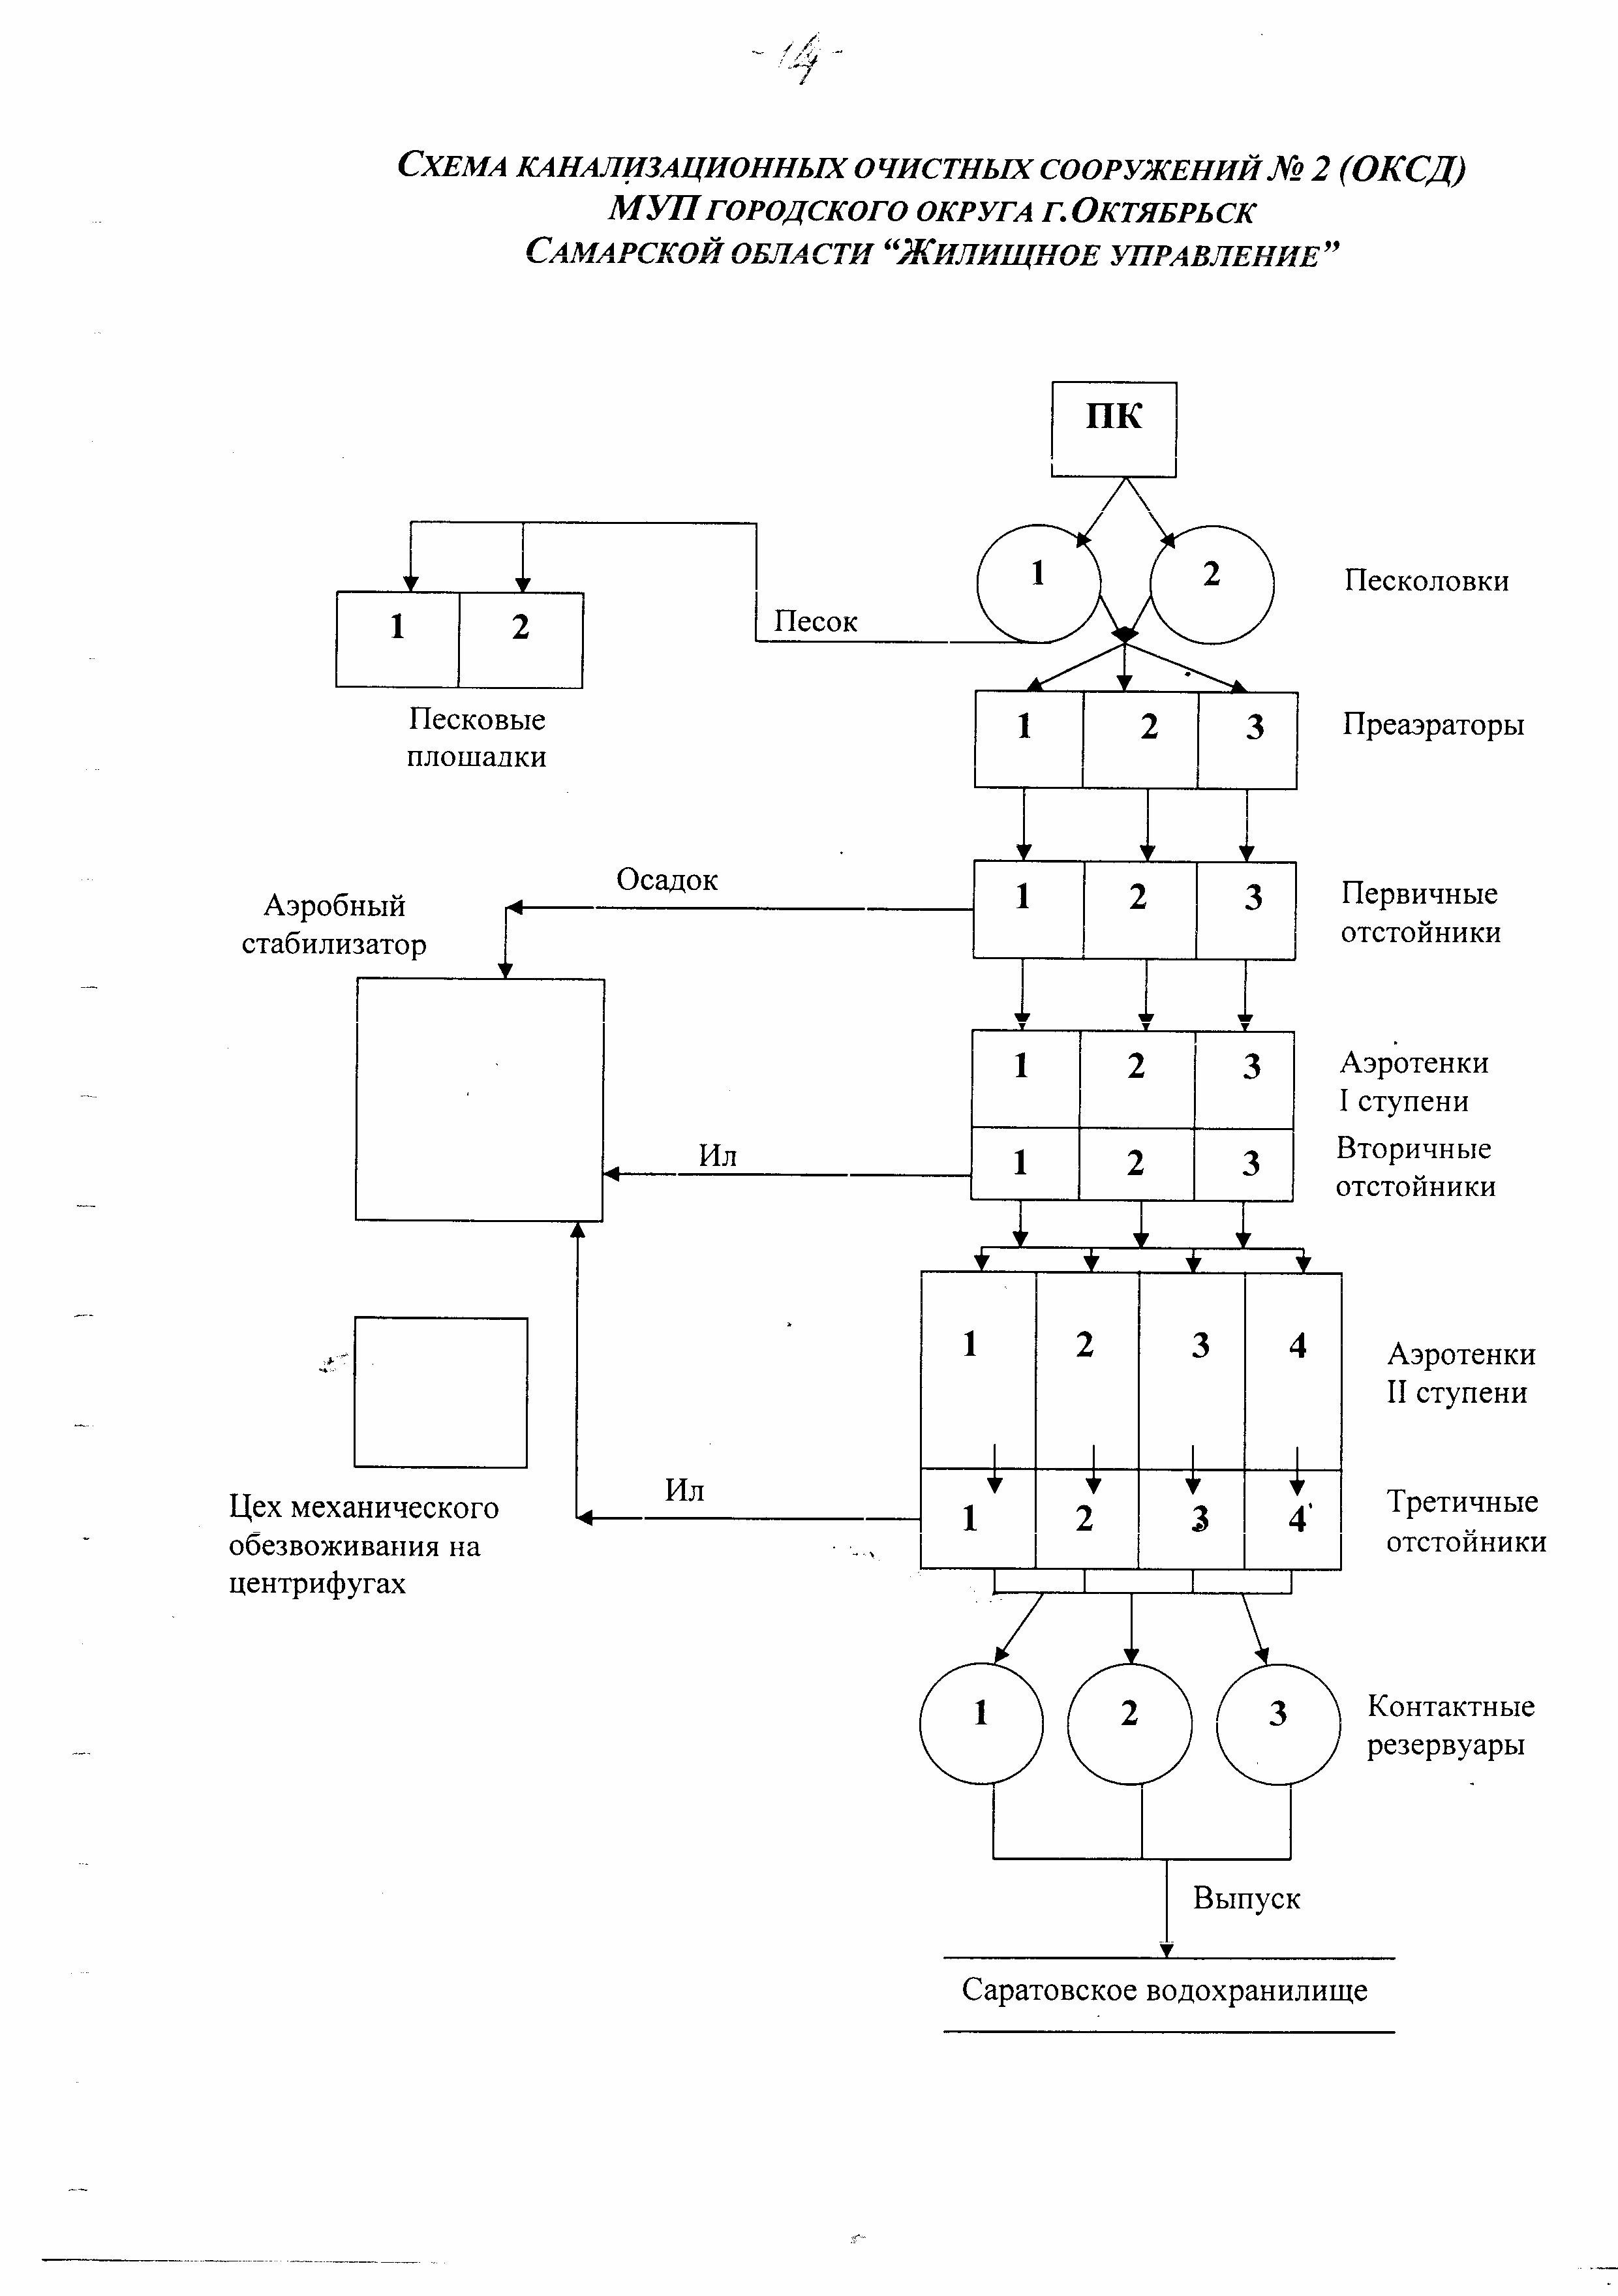 СХЕМА КАНАЛИЗАЦИОННЫХ ОЧИСТНЫХ СООРУЖЕНИЙ № 2 (ОКСД)
МУП ГОРОДСКОГО ОКРУГА Г. ОКТЯБРЬСК
САМАРСКОЙ ОБЛАСТИ “ЖИЛИЩНОЕ УПРАВЛЕНИЕ”
ПК
1 2 Песколовки
Песок
1 2
Песковые
площадки
1 2 3 Преаэраторы
Осадок
1 2 3 Первичные
отстойники
Аэробный
стабилизатор
1 2 3 Аэротенки
I ступени
Ил
1 2 3 Вторичные
отстойники
1 2 3 4 Аэротенки
II ступени
Ил
1 2 3 4 Третичные
отстойники
Цех механического
обезвоживания на
центрифугах
1 2 3 Контактные
резервуары
Выпуск
Саратовское водохранилище